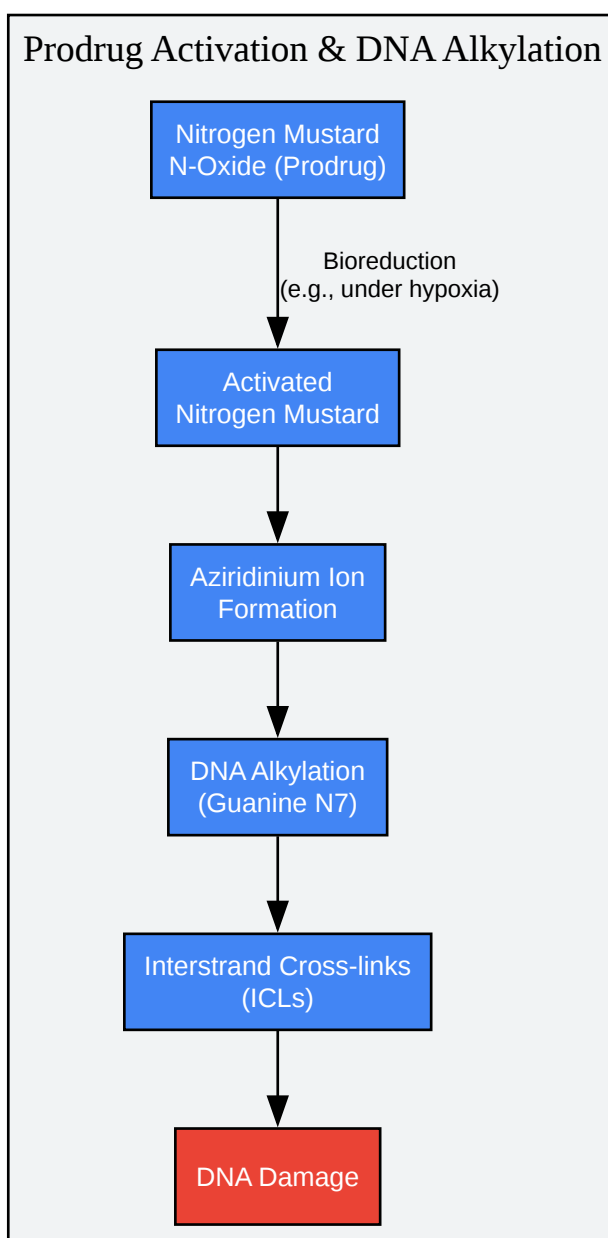 Prodrug Activation & DNA Alkylation
Nitrogen Mustard
N-Oxide (Prodrug)
Bioreduction
(e.g., under hypoxia)
Activated
Nitrogen Mustard
Aziridinium Ion
Formation
DNA Alkylation
(Guanine N7)
Interstrand Cross-links
(ICLs)
DNA Damage